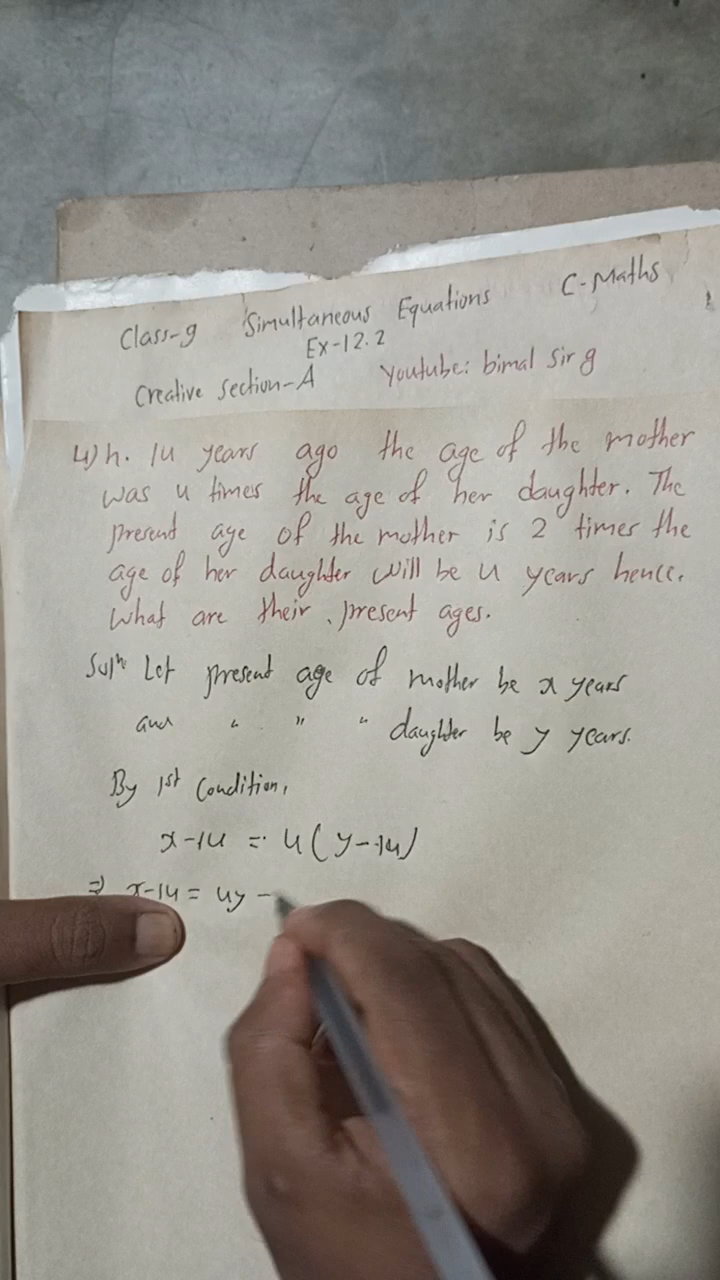 Class-9 Simultaneous Equations C-Maths
Ex-12.2
Creative section-A Youtube: bimal sir g
4) h. 14 years ago the age of the mother
was 4 times the age of her daughter. The
present age of the mother is 2 times the
age of her daughter will be 4 years hence.
What are their present ages.
Solⁿ Let present age of mother be x years
and " " " daughter be y years.
By 1st Condition,
x-14 = 4(y-14)
⇒ x-14 = 4y -